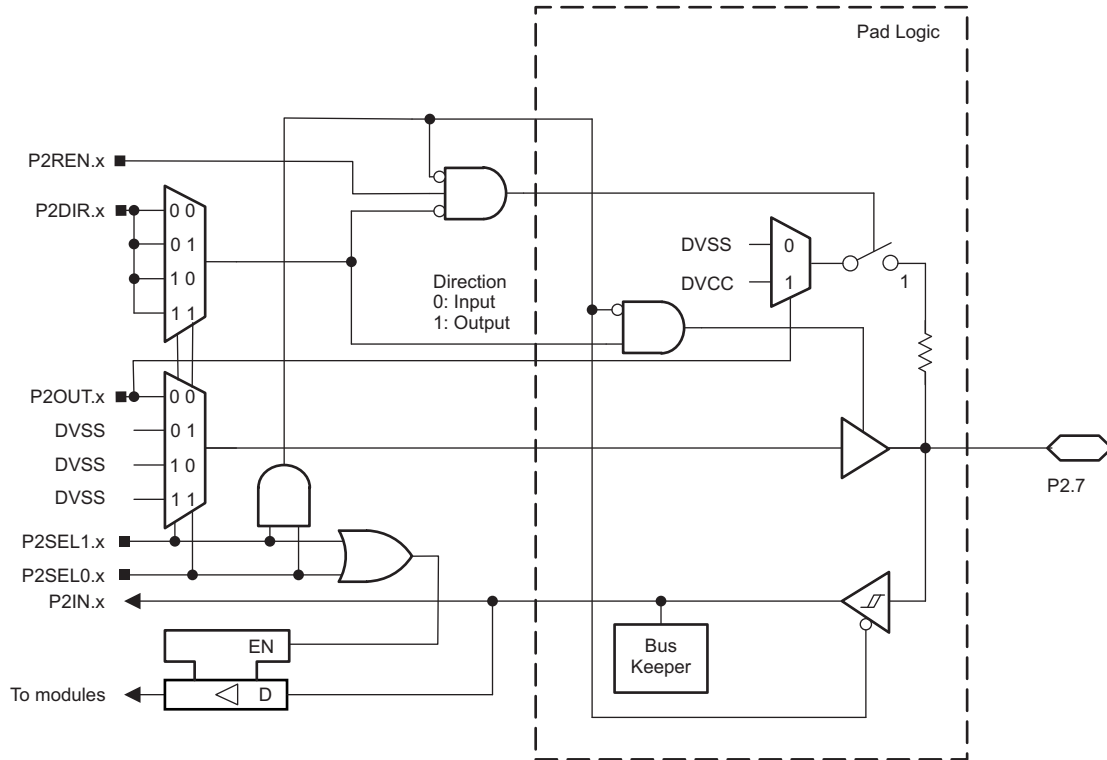 Pad Logic
P2REN.x
P2DIR.x
0 0
0 1
1 0
1 1
Direction
0: Input
1: Output
DVSS
0
DVCC
1
1
P2OUT.x
0 0
DVSS
0 1
DVSS
1 0
DVSS
1 1
P2.7
P2SEL1.x
P2SEL0.x
P2IN.x
Bus
Keeper
EN
To modules
D